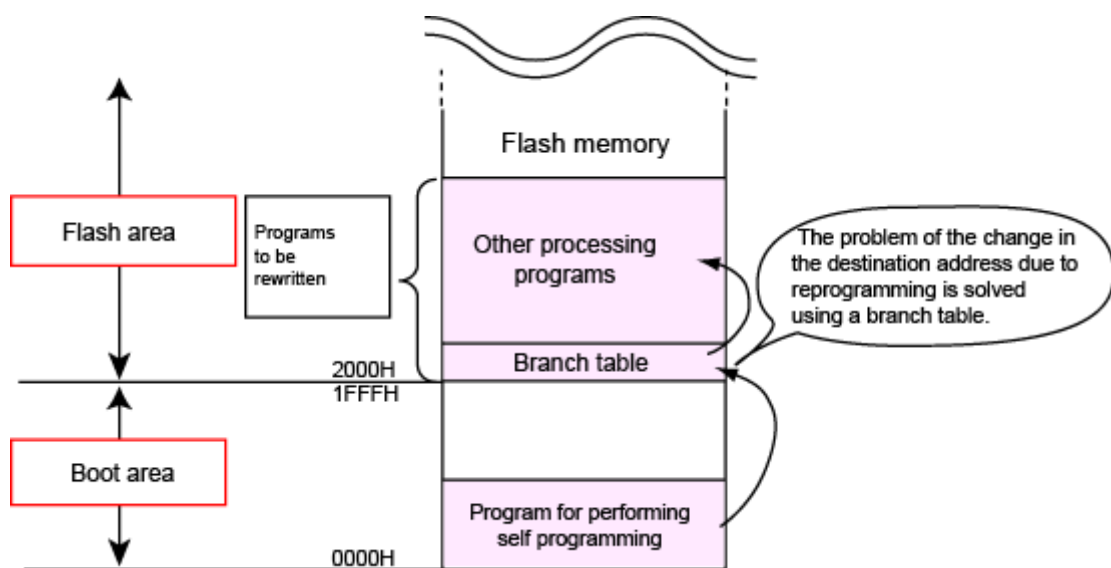 Flash memory
Flash area
Programs
to be
rewritten
Other processing
programs
The problem of the change in
the destination address due to
reprogramming is solved
using a branch table.
Branch table
2000H
1FFFH
Boot area
Program for performing
self programming
0000H